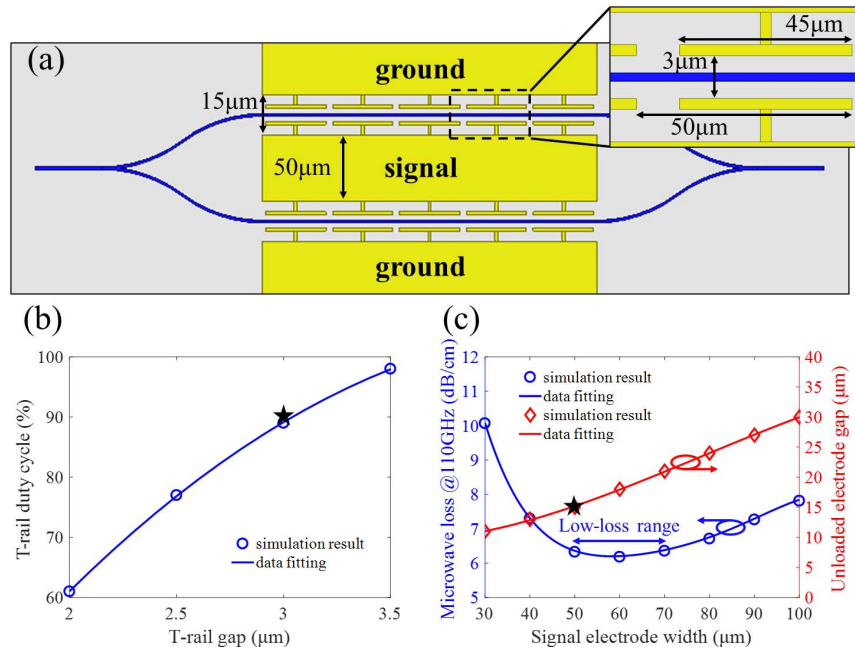 (a)
ground
15μm
50μm
signal
ground
45μm
3μm
50μm
(b)
T-rail duty cycle (%)
100
90
80
70
60
2
2.5
3
3.5
T-rail gap (μm)
simulation result
data fitting
(c)
Microwave loss @110GHz (dB/cm)
12
11
10
9
8
7
6
5
simulation result
data fitting
simulation result
data fitting
Low-loss range
40
35
30
25
20
15
10
5
0
Unloaded electrode gap (μm)
30
40
50
60
70
80
90
100
Signal electrode width (μm)